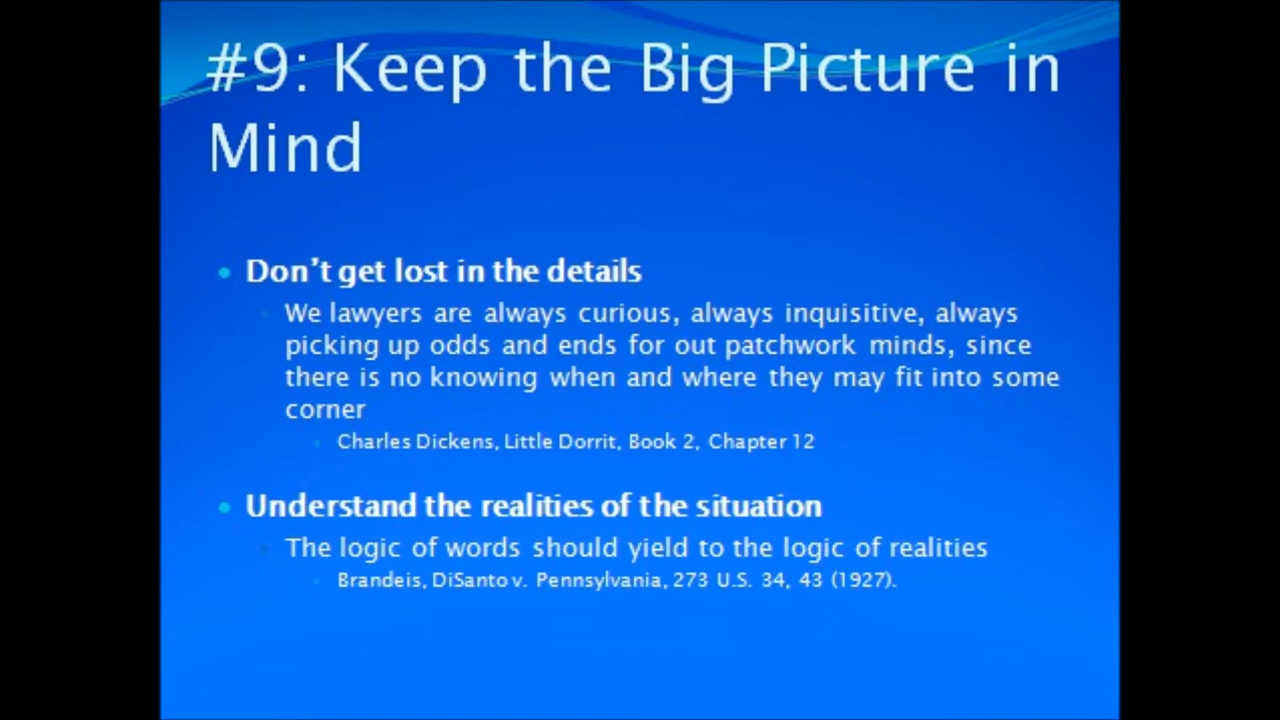 #9: Keep the Big Picture in
Mind
Don't get lost in the details
We lawyers are always curious, always inquisitive, always
picking up odds and ends for out patchwork minds, since
there is no knowing when and where they may fit into some
corner
Charles Dickens, Little Dorrit, Book 2, Chapter 12
Understand the realities of the situation
The logic of words should yield to the logic of realities
Brandeis, DiSanto v. Pennsylvania, 273 U.S. 34, 43 (1927).